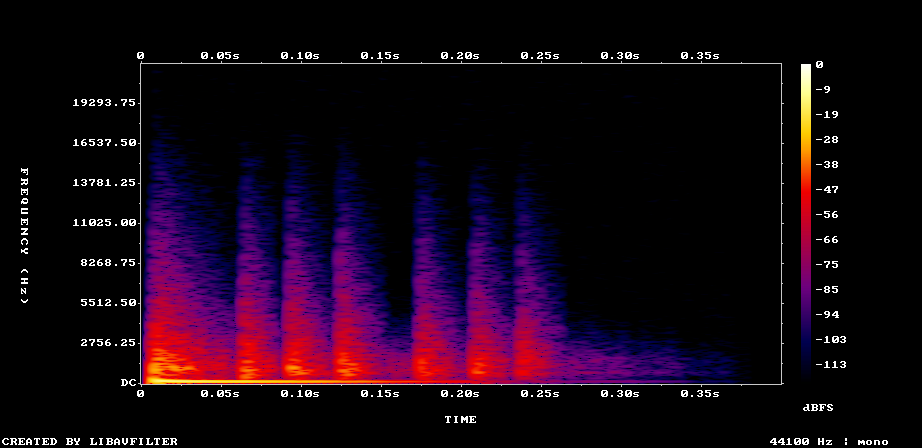 0 0.05s 0.10s 0.15s 0.20s 0.25s 0.30s 0.35s
0
19293.75
-9
-19
16537.50
-28
-38
13781.25
-47
-56
11025.00
-66
8268.75
-75
-85
5512.50
-94
2756.25
-103
-113
DC
FREQUENCY (Hz)
0 0.05s 0.10s 0.15s 0.20s 0.25s 0.30s 0.35s
dBFS
TIME
CREATED BY LIBAVFILTER
44100 Hz | mono